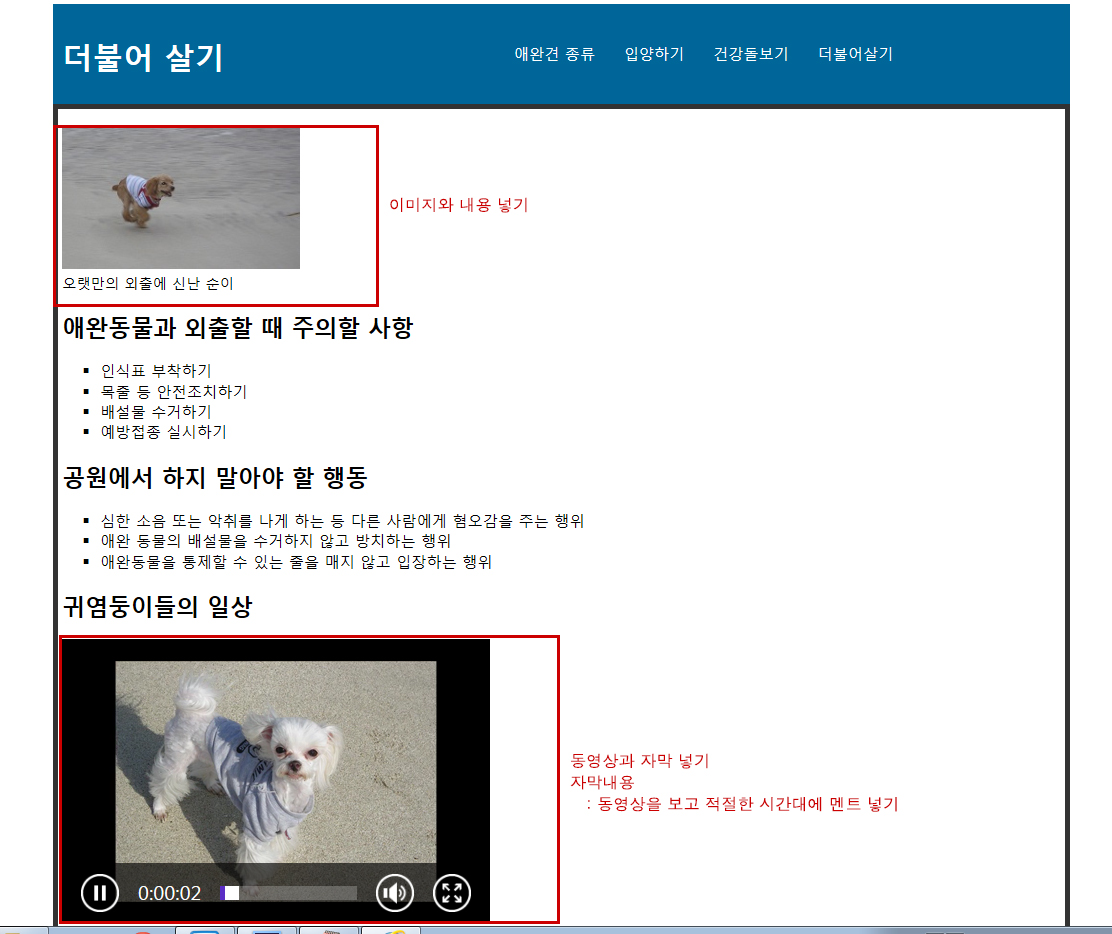 더불어 살기
애완견 종류 입양하기 건강돌보기 더불어살기
이미지와 내용 넣기
오랫만의 외출에 신난 순이
애완동물과 외출할 때 주의할 사항
▪ 인식표 부착하기
▪ 목줄 등 안전조치하기
▪ 배설물 수거하기
▪ 예방접종 실시하기
공원에서 하지 말아야 할 행동
▪ 심한 소음 또는 악취를 나게 하는 등 다른 사람에게 혐오감을 주는 행위
▪ 애완 동물의 배설물을 수거하지 않고 방치하는 행위
▪ 애완동물을 통제할 수 있는 줄을 매지 않고 입장하는 행위
귀염둥이들의 일상
동영상과 자막 넣기
자막내용
: 동영상을 보고 적절한 시간대에 멘트 넣기
0:00:02